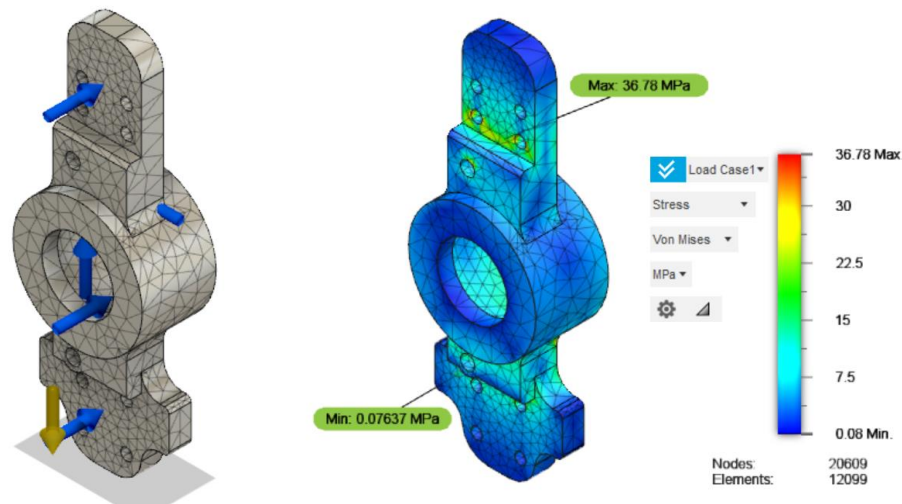 Max: 36.78 MPa
Min: 0.07637 MPa
Load Case1
Stress
Von Mises
MPa
36.78 Max
30
22.5
15
7.5
0.08 Min.
Nodes: 20609
Elements: 12099